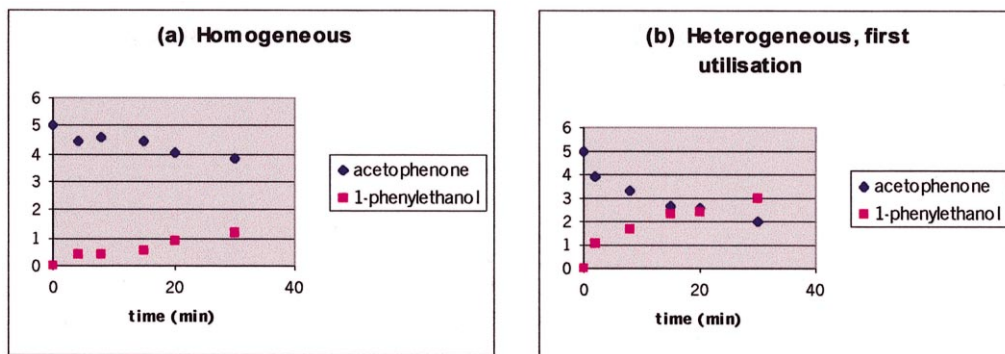 (a) Homogeneous
6
5
4
3
2
1
0
0 20 40
time (min)
acetophenone
1-phenylethanol
(b) Heterogeneous, first
utilisation
6
5
4
3
2
1
0
0 20 40
time (min)
acetophenone
1-phenylethanol